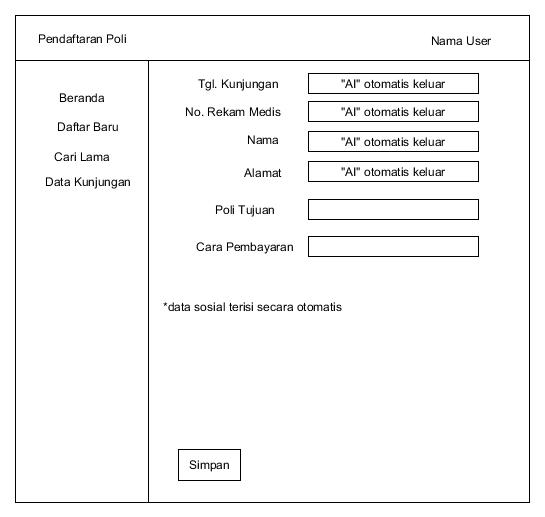 Pendaftaran Poli
Nama User
Beranda
Daftar Baru
Cari Lama
Data Kunjungan
Tgl. Kunjungan "AI" otomatis keluar
No. Rekam Medis "AI" otomatis keluar
Nama "AI" otomatis keluar
Alamat "AI" otomatis keluar
Poli Tujuan
Cara Pembayaran
*data sosial terisi secara otomatis
Simpan